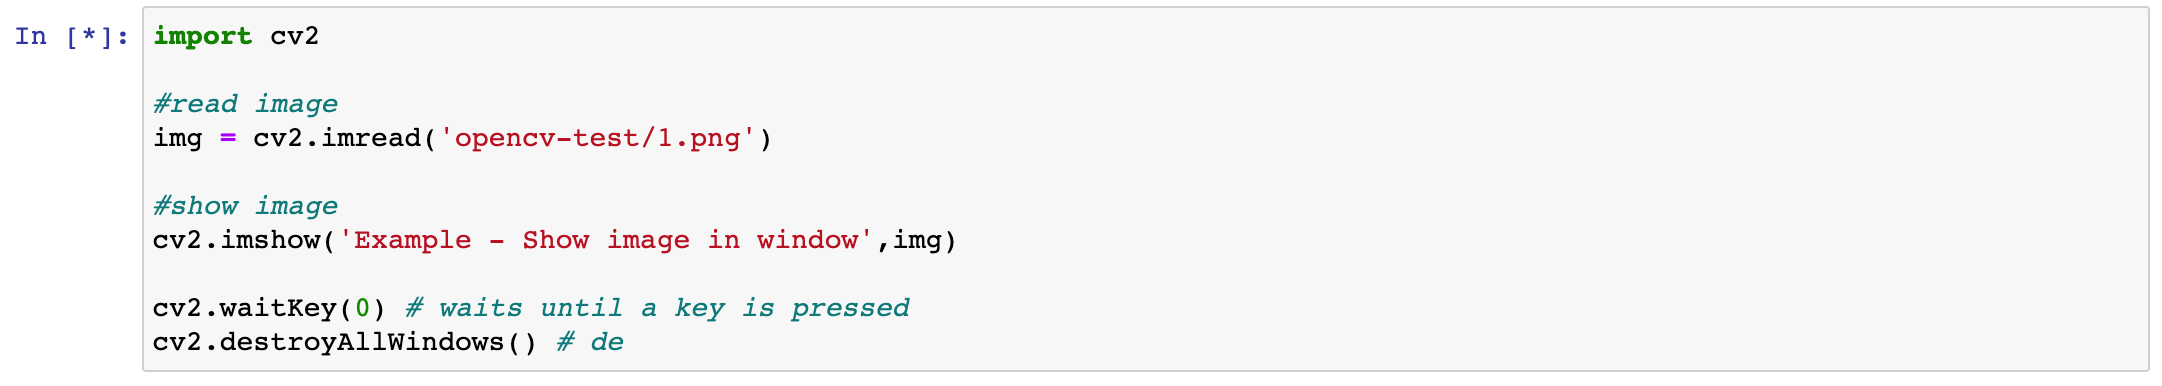 In [*]: import cv2
#read image
img = cv2.imread('opencv-test/1.png')
#show image
cv2.imshow('Example - Show image in window',img)
cv2.waitKey(0) # waits until a key is pressed
cv2.destroyAllWindows() # de